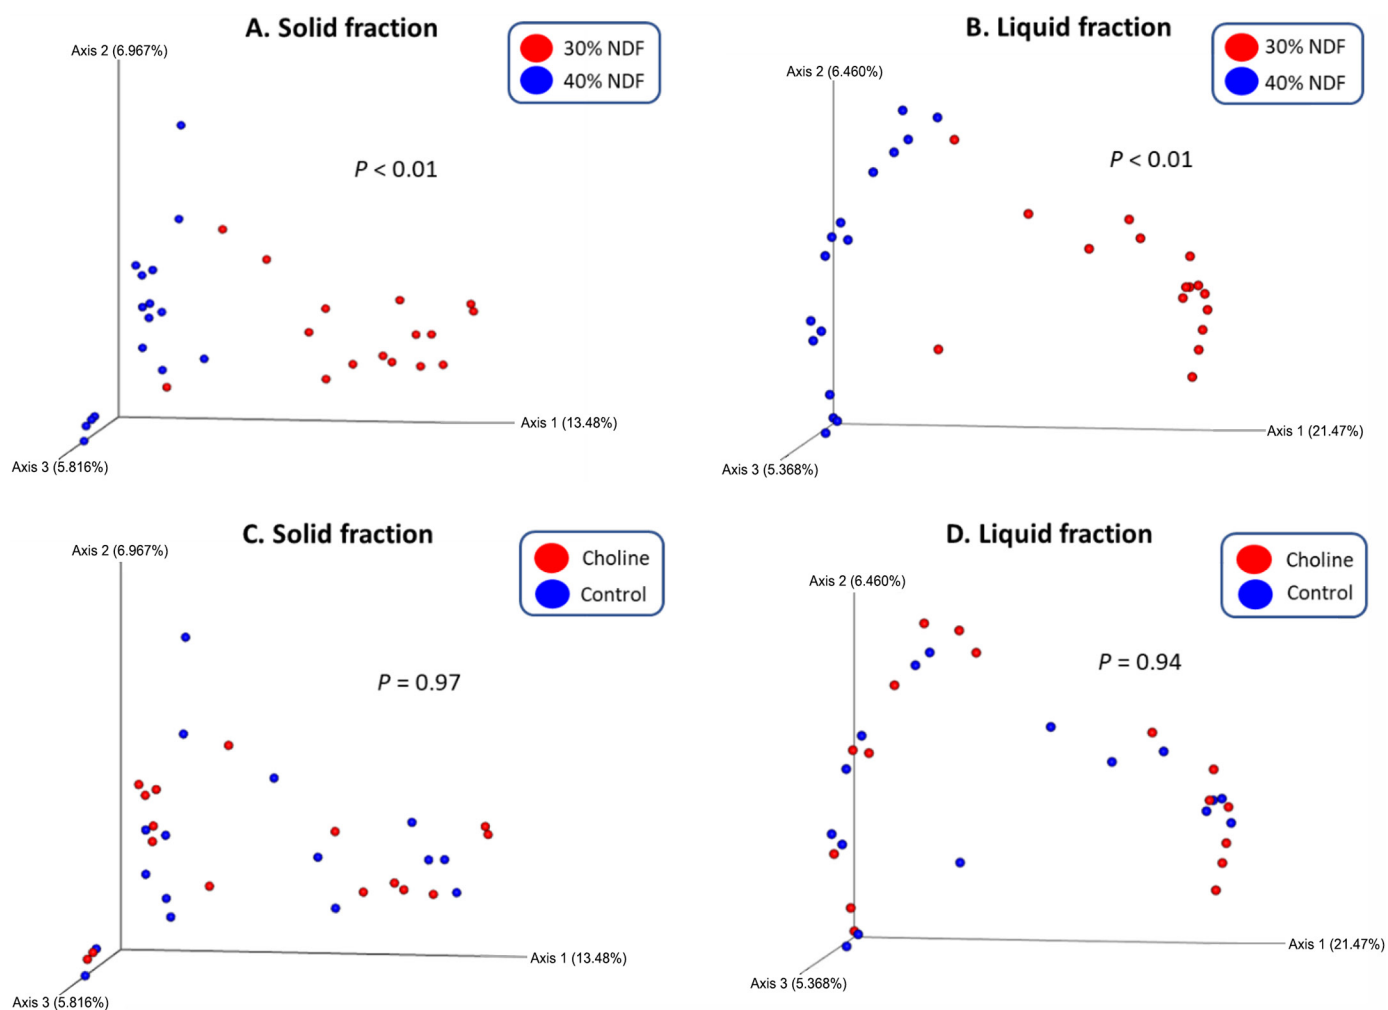 A. Solid fraction
30% NDF
40% NDF
Axis 2 (6.967%)
P < 0.01
Axis 1 (13.48%)
Axis 3 (5.816%)
B. Liquid fraction
30% NDF
40% NDF
Axis 2 (6.460%)
P < 0.01
Axis 1 (21.47%)
Axis 3 (5.368%)
C. Solid fraction
Choline
Control
Axis 2 (6.967%)
P = 0.97
Axis 1 (13.48%)
Axis 3 (5.816%)
D. Liquid fraction
Choline
Control
Axis 2 (6.460%)
P = 0.94
Axis 1 (21.47%)
Axis 3 (5.368%)